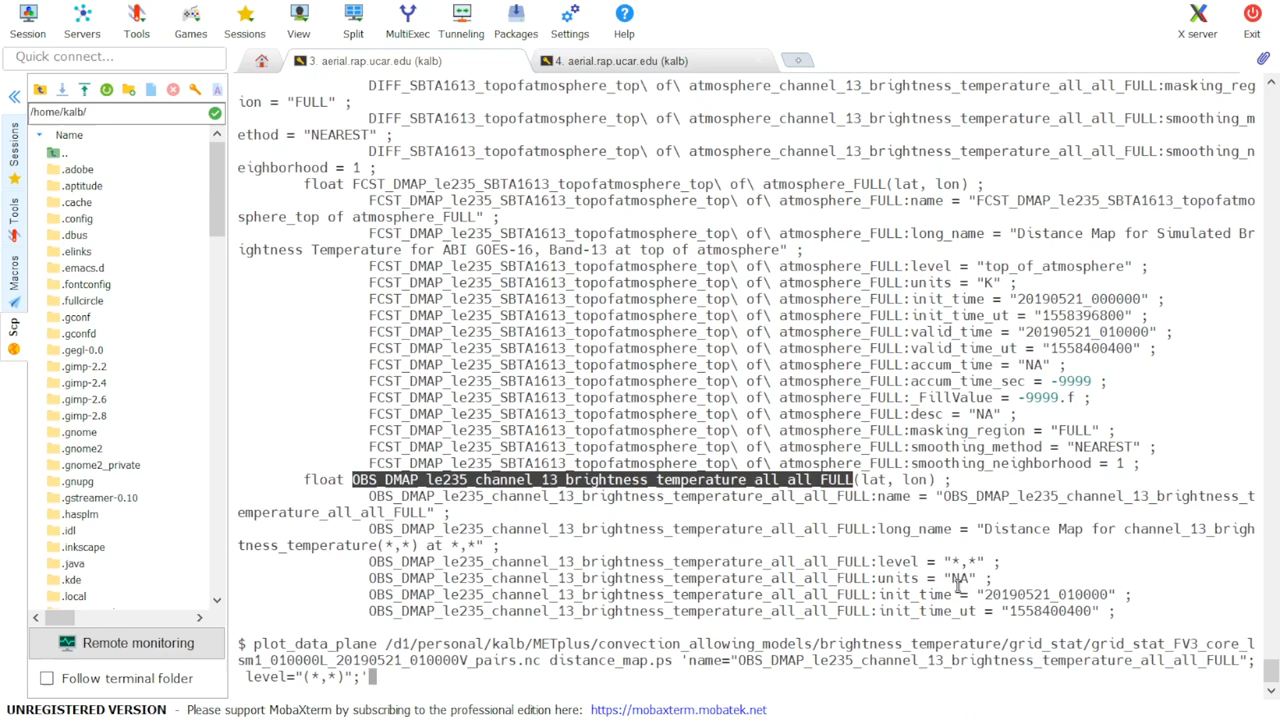 Session
Servers
Tools
Games
Sessions
View
Split
MultiExec
Tunneling
Packages
Settings
Help
X server
Exit
Quick connect...
3. aerial.rap.ucar.edu (kalb)
4. aerial.rap.ucar.edu (kalb)
/home/kalb/
Name
..
.adobe
.aptitude
.cache
.config
.dbus
.elinks
.emacs.d
.fontconfig
.fullcircle
.gconf
.gconfd
.gegl-0.0
.gimp-2.2
.gimp-2.4
.gimp-2.6
.gimp-2.8
.gnome
.gnome2
.gnome2_private
.gnupg
.gstreamer-0.10
.hasplm
.idl
.inkscape
.java
.kde
.local
Sessions
Tools
Macros
Scp
Remote monitoring
Follow terminal folder
DIFF_SBTA1613_topofatmosphere_top\ of\ atmosphere_channel_13_brightness_temperature_all_all_FULL:masking_reg
ion = "FULL" ;
DIFF_SBTA1613_topofatmosphere_top\ of\ atmosphere_channel_13_brightness_temperature_all_all_FULL:smoothing_m
ethod = "NEAREST" ;
DIFF_SBTA1613_topofatmosphere_top\ of\ atmosphere_channel_13_brightness_temperature_all_all_FULL:smoothing_n
eighborhood = 1 ;
float FCST_DMAP_le235_SBTA1613_topofatmosphere_top\ of\ atmosphere_FULL(lat, lon) ;
FCST_DMAP_le235_SBTA1613_topofatmosphere_top\ of\ atmosphere_FULL:name = "FCST_DMAP_le235_SBTA1613_topofatmo
sphere_top of atmosphere_FULL" ;
FCST_DMAP_le235_SBTA1613_topofatmosphere_top\ of\ atmosphere_FULL:long_name = "Distance Map for Simulated Br
ightness Temperature for ABI GOES-16, Band-13 at top of atmosphere" ;
FCST_DMAP_le235_SBTA1613_topofatmosphere_top\ of\ atmosphere_FULL:level = "top_of_atmosphere" ;
FCST_DMAP_le235_SBTA1613_topofatmosphere_top\ of\ atmosphere_FULL:units = "K" ;
FCST_DMAP_le235_SBTA1613_topofatmosphere_top\ of\ atmosphere_FULL:init_time = "20190521_000000" ;
FCST_DMAP_le235_SBTA1613_topofatmosphere_top\ of\ atmosphere_FULL:init_time_ut = "1558396800" ;
FCST_DMAP_le235_SBTA1613_topofatmosphere_top\ of\ atmosphere_FULL:valid_time = "20190521_010000" ;
FCST_DMAP_le235_SBTA1613_topofatmosphere_top\ of\ atmosphere_FULL:valid_time_ut = "1558400400" ;
FCST_DMAP_le235_SBTA1613_topofatmosphere_top\ of\ atmosphere_FULL:accum_time = "NA" ;
FCST_DMAP_le235_SBTA1613_topofatmosphere_top\ of\ atmosphere_FULL:accum_time_sec = -9999 ;
FCST_DMAP_le235_SBTA1613_topofatmosphere_top\ of\ atmosphere_FULL:_FillValue = -9999.f ;
FCST_DMAP_le235_SBTA1613_topofatmosphere_top\ of\ atmosphere_FULL:desc = "NA" ;
FCST_DMAP_le235_SBTA1613_topofatmosphere_top\ of\ atmosphere_FULL:masking_region = "FULL" ;
FCST_DMAP_le235_SBTA1613_topofatmosphere_top\ of\ atmosphere_FULL:smoothing_method = "NEAREST" ;
FCST_DMAP_le235_SBTA1613_topofatmosphere_top\ of\ atmosphere_FULL:smoothing_neighborhood = 1 ;
float OBS_DMAP_le235_channel_13_brightness_temperature_all_all_FULL(lat, lon) ;
OBS_DMAP_le235_channel_13_brightness_temperature_all_all_FULL:name = "OBS_DMAP_le235_channel_13_brightness_t
emperature_all_all_FULL" ;
OBS_DMAP_le235_channel_13_brightness_temperature_all_all_FULL:long_name = "Distance Map for channel_13_brigh
tness_temperature(*,*) at *,*" ;
OBS_DMAP_le235_channel_13_brightness_temperature_all_all_FULL:level = "*,*" ;
OBS_DMAP_le235_channel_13_brightness_temperature_all_all_FULL:units = "NA" ;
OBS_DMAP_le235_channel_13_brightness_temperature_all_all_FULL:init_time = "20190521_010000" ;
OBS_DMAP_le235_channel_13_brightness_temperature_all_all_FULL:init_time_ut = "1558400400" ;
$ plot_data_plane /d1/personal/kalb/METplus/convection_allowing_models/brightness_temperature/grid_stat/grid_stat_FV3_core_l
sm1_010000L_20190521_010000V_pairs.nc distance_map.ps 'name="OBS_DMAP_le235_channel_13_brightness_temperature_all_all_FULL";
level="(*,*)";'
UNREGISTERED VERSION - Please support MobaXterm by subscribing to the professional edition here: https://mobaxterm.mobatek.net